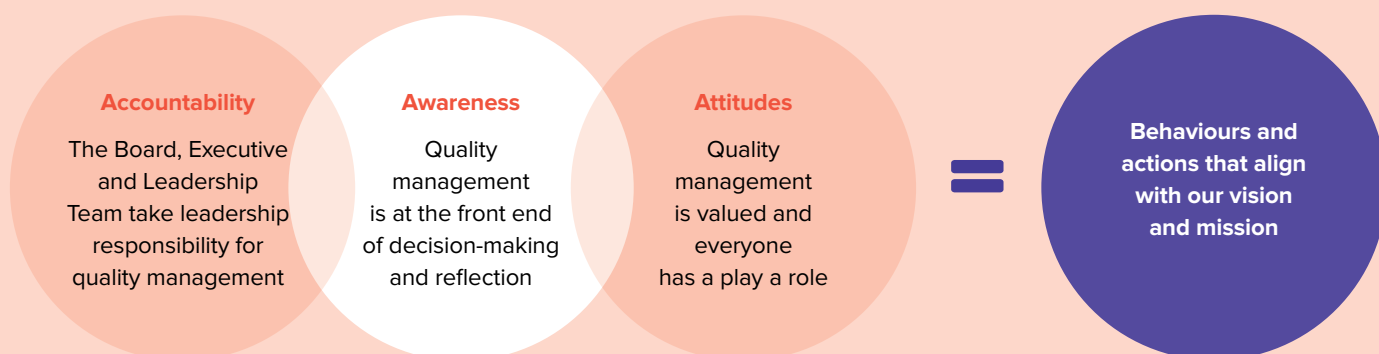 Accountability
The Board, Executive
and Leadership
Team take leadership
responsibility for
quality management
Awareness
Quality
management
is at the front end
of decision-making
and reflection
Attitudes
Quality
management
is valued and
everyone
has a play a role
=
Behaviours and
actions that align
with our vision
and mission